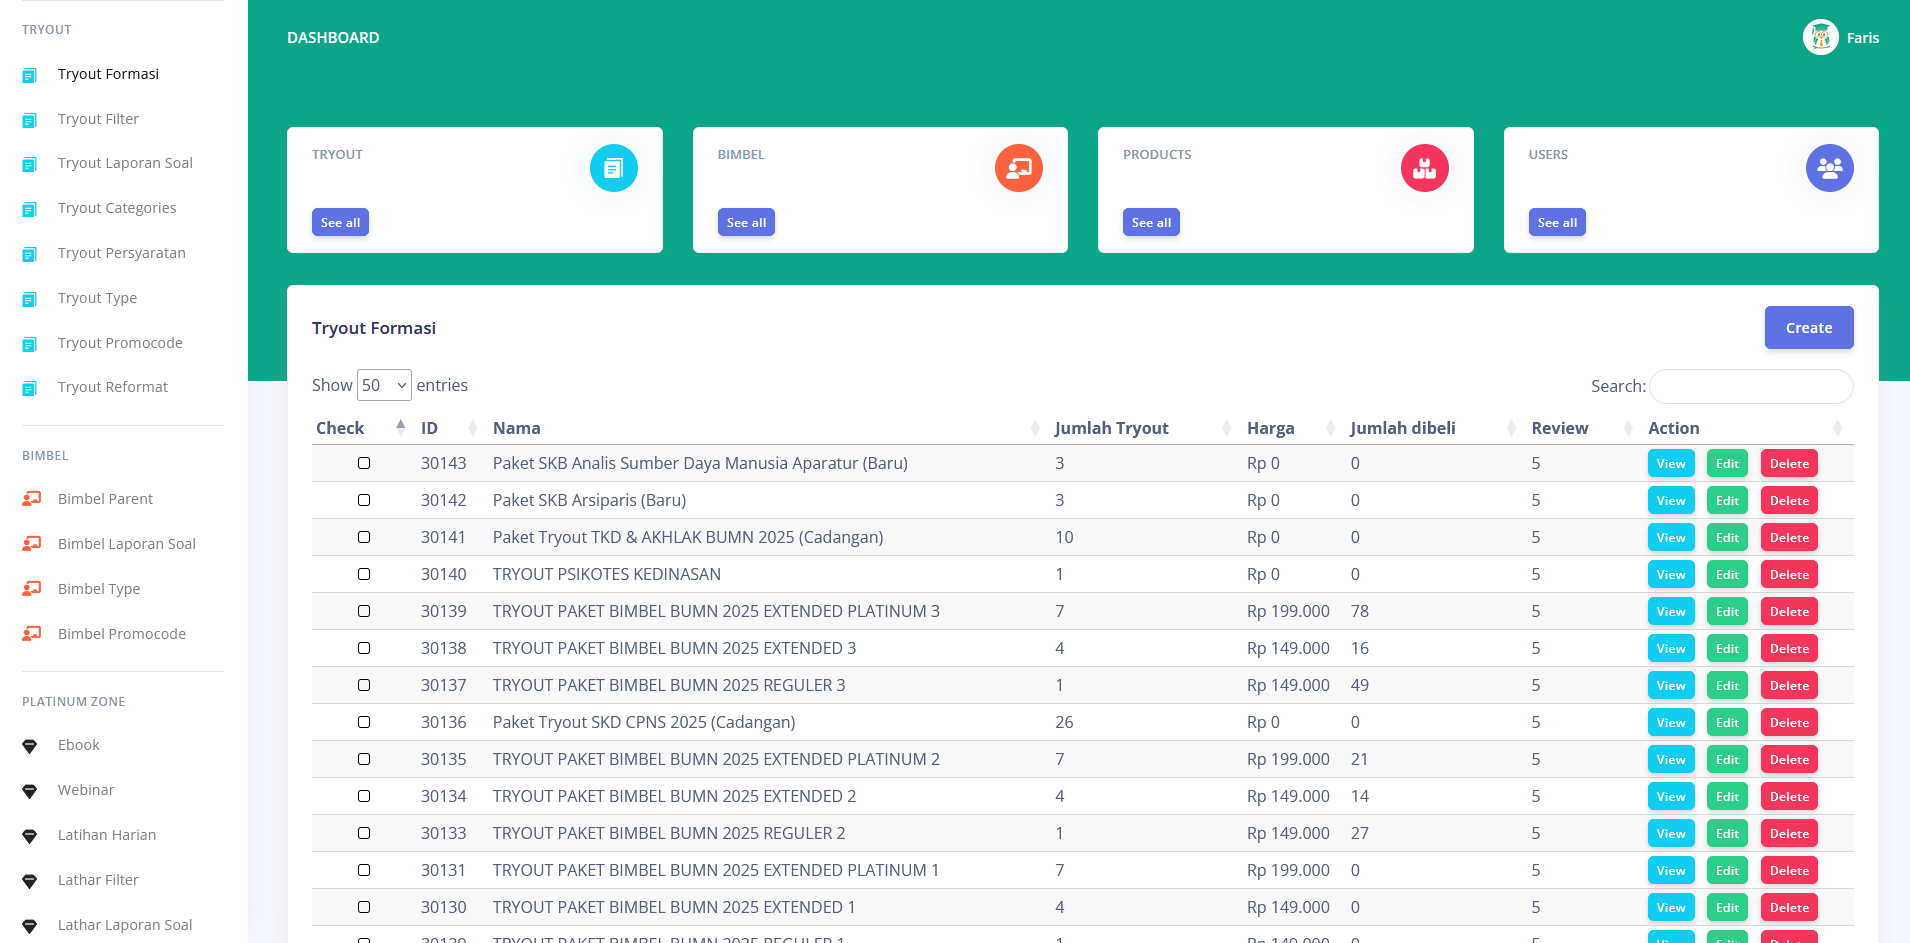 TRYOUT
Tryout Formasi
Tryout Filter
Tryout Laporan Soal
Tryout Categories
Tryout Persyaratan
Tryout Type
Tryout Promocode
Tryout Reformat
BIMBEL
Bimbel Parent
Bimbel Laporan Soal
Bimbel Type
Bimbel Promocode
PLATINUM ZONE
Ebook
Webinar
Latihan Harian
Lathar Filter
Lathar Laporan Soal
DASHBOARD
Faris
TRYOUT
See all
BIMBEL
See all
PRODUCTS
See all
USERS
See all
Tryout Formasi
Create
Show 50 entries
Search:
Check ID Nama Jumlah Tryout Harga Jumlah dibeli Review Action
30143 Paket SKB Analis Sumber Daya Manusia Aparatur (Baru) 3 Rp 0 0 5 View Edit Delete
30142 Paket SKB Arsiparis (Baru) 3 Rp 0 0 5 View Edit Delete
30141 Paket Tryout TKD & AKHLAK BUMN 2025 (Cadangan) 10 Rp 0 0 5 View Edit Delete
30140 TRYOUT PSIKOTES KEDINASAN 1 Rp 0 0 5 View Edit Delete
30139 TRYOUT PAKET BIMBEL BUMN 2025 EXTENDED PLATINUM 3 7 Rp 199.000 78 5 View Edit Delete
30138 TRYOUT PAKET BIMBEL BUMN 2025 EXTENDED 3 4 Rp 149.000 16 5 View Edit Delete
30137 TRYOUT PAKET BIMBEL BUMN 2025 REGULER 3 1 Rp 149.000 49 5 View Edit Delete
30136 Paket Tryout SKD CPNS 2025 (Cadangan) 26 Rp 0 0 5 View Edit Delete
30135 TRYOUT PAKET BIMBEL BUMN 2025 EXTENDED PLATINUM 2 7 Rp 199.000 21 5 View Edit Delete
30134 TRYOUT PAKET BIMBEL BUMN 2025 EXTENDED 2 4 Rp 149.000 14 5 View Edit Delete
30133 TRYOUT PAKET BIMBEL BUMN 2025 REGULER 2 1 Rp 149.000 27 5 View Edit Delete
30131 TRYOUT PAKET BIMBEL BUMN 2025 EXTENDED PLATINUM 1 7 Rp 199.000 0 5 View Edit Delete
30130 TRYOUT PAKET BIMBEL BUMN 2025 EXTENDED 1 4 Rp 149.000 0 5 View Edit Delete